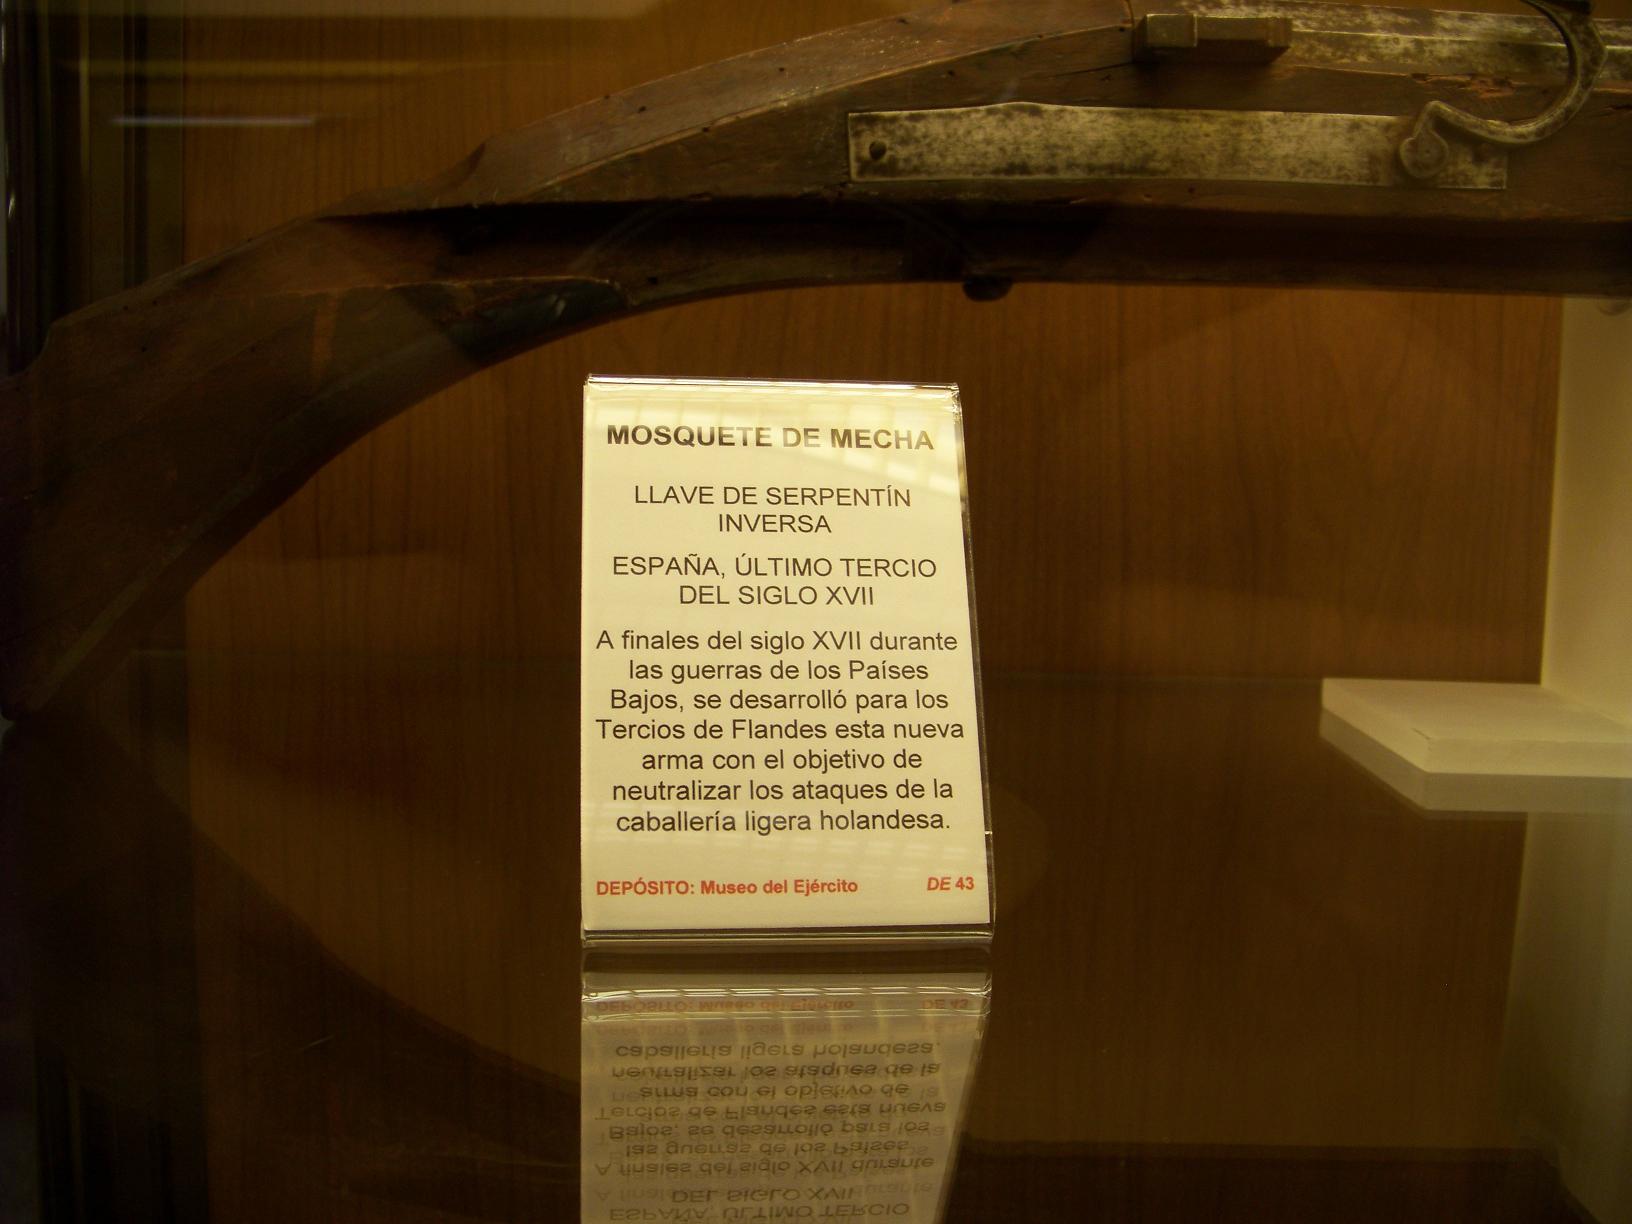 MOSQUETE DE MECHA
LLAVE DE SERPENTÍN
INVERSA
ESPAÑA, ÚLTIMO TERCIO
DEL SIGLO XVII
A finales del siglo XVII durante
las guerras de los Países
Bajos, se desarrolló para los
Tercios de Flandes esta nueva
arma con el objetivo de
neutralizar los ataques de la
caballería ligera holandesa.
DEPÓSITO: Museo del Ejército DE 43